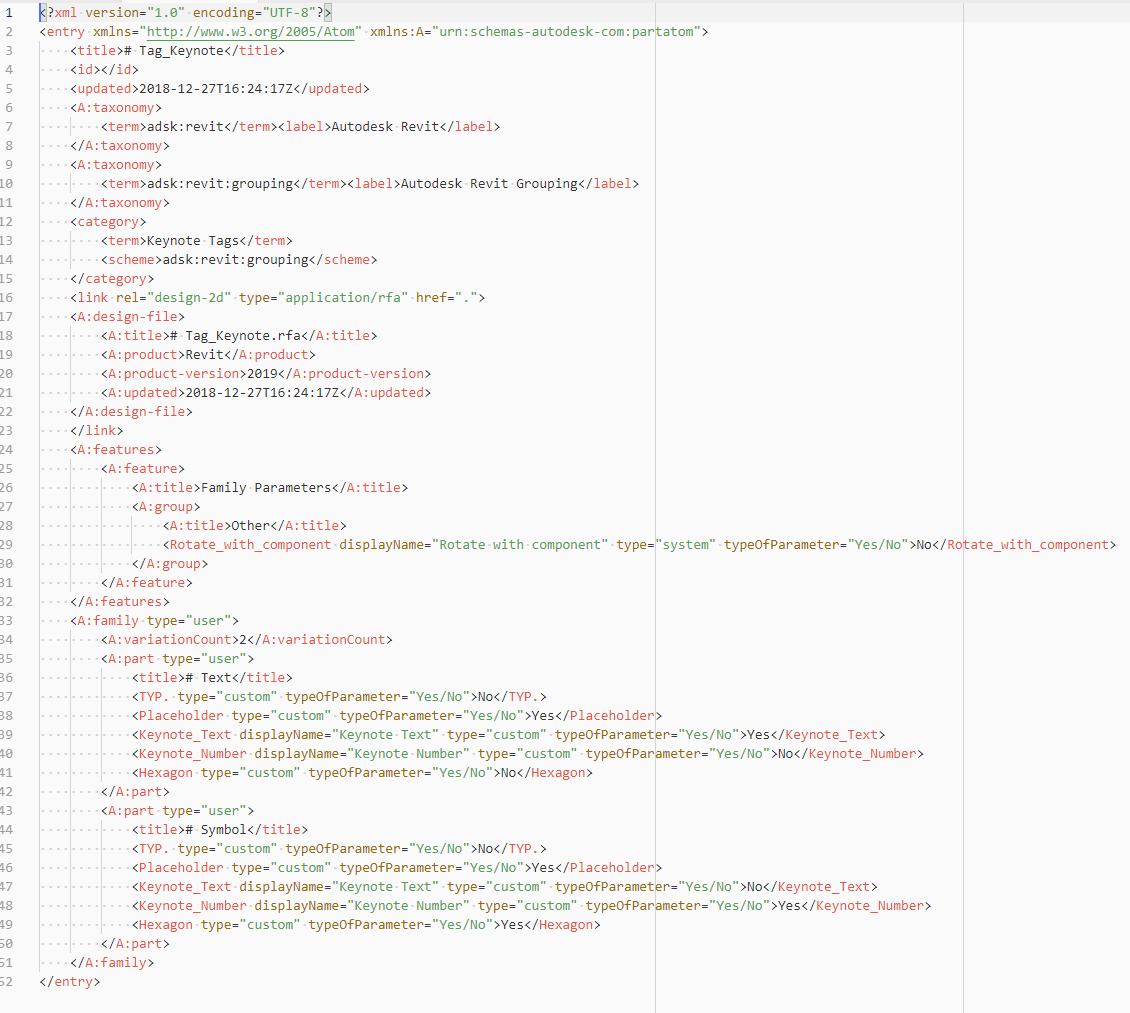 1 <?xml version="1.0" encoding="UTF-8"?>
2 <entry xmlns="http://www.w3.org/2005/Atom" xmlns:A="urn:schemas-autodesk-com:partatom">
3     <title># Tag_Keynote</title>
4     <id></id>
5     <updated>2018-12-27T16:24:17Z</updated>
6     <A:taxonomy>
7         <term>adsk:revit</term><label>Autodesk Revit</label>
8     </A:taxonomy>
9     <A:taxonomy>
10         <term>adsk:revit:grouping</term><label>Autodesk Revit Grouping</label>
11     </A:taxonomy>
12     <category>
13         <term>Keynote Tags</term>
14         <scheme>adsk:revit:grouping</scheme>
15     </category>
16     <link rel="design-2d" type="application/rfa" href=".">
17     <A:design-file>
18         <A:title># Tag_Keynote.rfa</A:title>
19         <A:product>Revit</A:product>
20         <A:product-version>2019</A:product-version>
21         <A:updated>2018-12-27T16:24:17Z</A:updated>
22     </A:design-file>
23     </link>
24     <A:features>
25         <A:feature>
26             <A:title>Family Parameters</A:title>
27             <A:group>
28                 <A:title>Other</A:title>
29                 <Rotate_with_component displayName="Rotate with component" type="system" typeOfParameter="Yes/No">No</Rotate_with_component>
30             </A:group>
31         </A:feature>
32     </A:features>
33     <A:family type="user">
34         <A:variationCount>2</A:variationCount>
35         <A:part type="user">
36             <title># Text</title>
37             <TYP. type="custom" typeOfParameter="Yes/No">No</TYP.>
38             <Placeholder type="custom" typeOfParameter="Yes/No">Yes</Placeholder>
39             <Keynote_Text displayName="Keynote Text" type="custom" typeOfParameter="Yes/No">Yes</Keynote_Text>
40             <Keynote_Number displayName="Keynote Number" type="custom" typeOfParameter="Yes/No">No</Keynote_Number>
41             <Hexagon type="custom" typeOfParameter="Yes/No">No</Hexagon>
42         </A:part>
43         <A:part type="user">
44             <title># Symbol</title>
45             <TYP. type="custom" typeOfParameter="Yes/No">No</TYP.>
46             <Placeholder type="custom" typeOfParameter="Yes/No">Yes</Placeholder>
47             <Keynote_Text displayName="Keynote Text" type="custom" typeOfParameter="Yes/No">No</Keynote_Text>
48             <Keynote_Number displayName="Keynote Number" type="custom" typeOfParameter="Yes/No">Yes</Keynote_Number>
49             <Hexagon type="custom" typeOfParameter="Yes/No">Yes</Hexagon>
50         </A:part>
51     </A:family>
52 </entry>